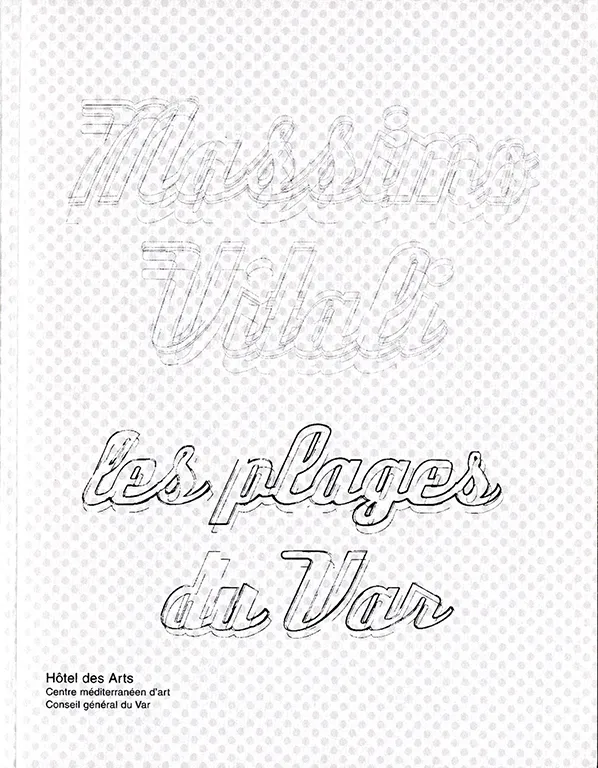 Massimo
Vitali
les plages
du Var
Hôtel des Arts
Centre méditerranéen d'art
Conseil général du Var